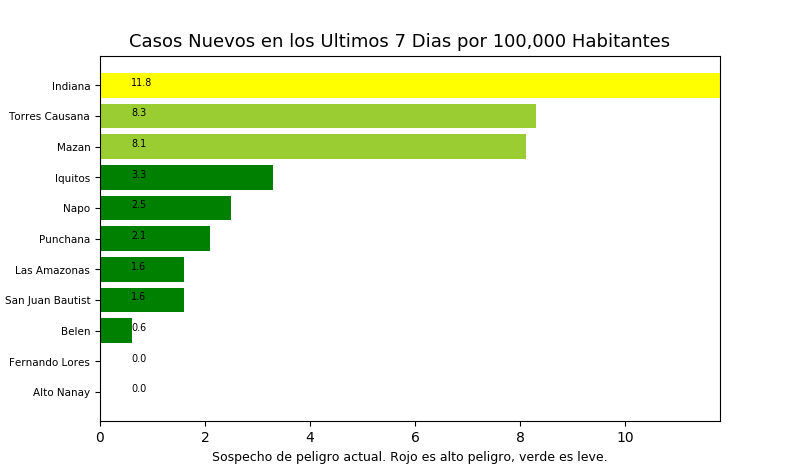 Casos Nuevos en los Ultimos 7 Dias por 100,000 Habitantes
Indiana 11.8
Torres Causana 8.3
Mazan 8.1
Iquitos 3.3
Napo 2.5
Punchana 2.1
Las Amazonas 1.6
San Juan Bautist 1.6
Belen 0.6
Fernando Lores 0.0
Alto Nanay 0.0
0 2 4 6 8 10
Sospecho de peligro actual. Rojo es alto peligro, verde es leve.